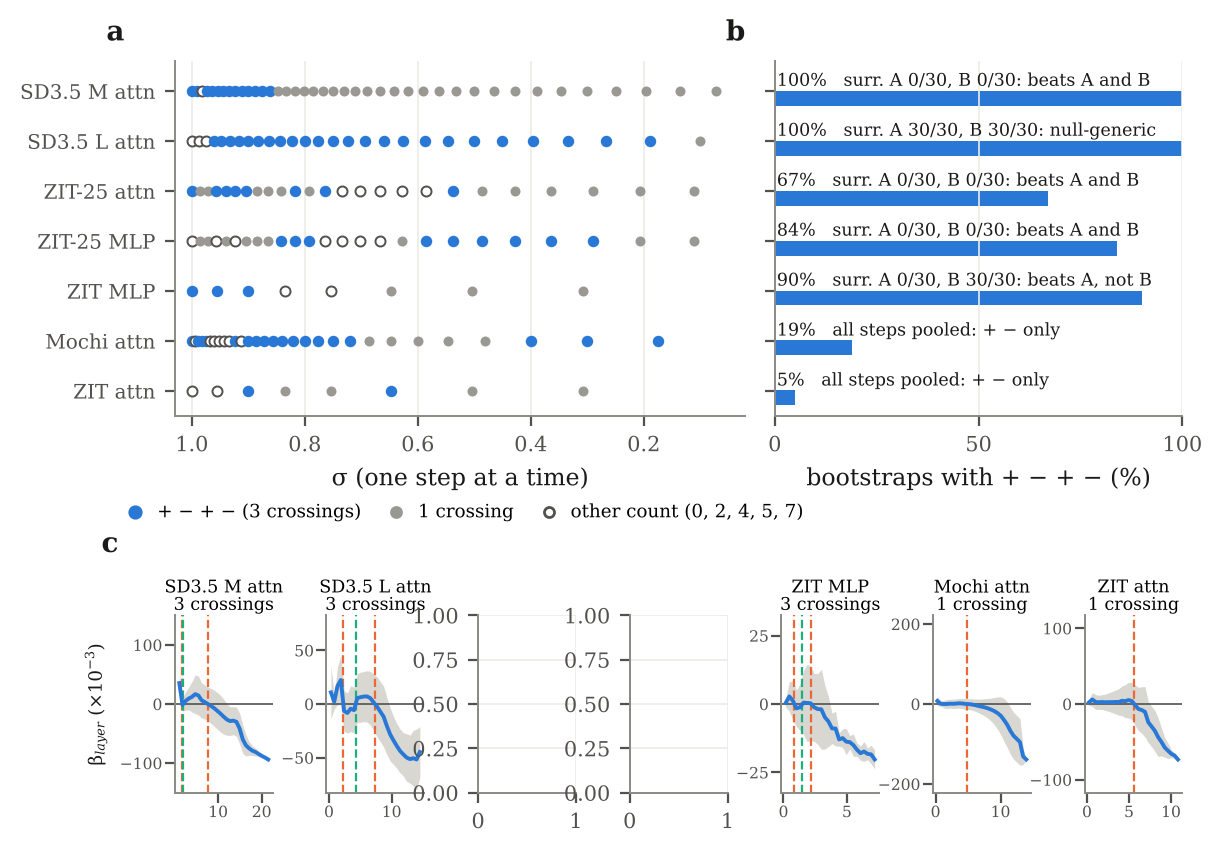 a
b
SD3.5 M attn
SD3.5 L attn
ZIT-25 attn
ZIT-25 MLP
ZIT MLP
Mochi attn
ZIT attn
1.0 0.8 0.6 0.4 0.2
σ (one step at a time)
100% surr. A 0/30, B 0/30: beats A and B
100% surr. A 30/30, B 30/30: null-generic
67% surr. A 0/30, B 0/30: beats A and B
84% surr. A 0/30, B 0/30: beats A and B
90% surr. A 0/30, B 30/30: beats A, not B
19% all steps pooled: + − only
5% all steps pooled: + − only
0 50 100
bootstraps with + − + − (%)
+ − + − (3 crossings) 1 crossing other count (0, 2, 4, 5, 7)
c
β_layer (×10⁻³)
SD3.5 M attn
3 crossings
100
0
−100
10 20
SD3.5 L attn
3 crossings
50
0
−50
0 10
1.00
0.75
0.50
0.25
0.00
0 1
1.00
0.75
0.50
0.25
0.00
0 1
ZIT MLP
3 crossings
25
0
−25
0 5
Mochi attn
1 crossing
200
0
−200
0 10
ZIT attn
1 crossing
100
0
−100
0 5 10